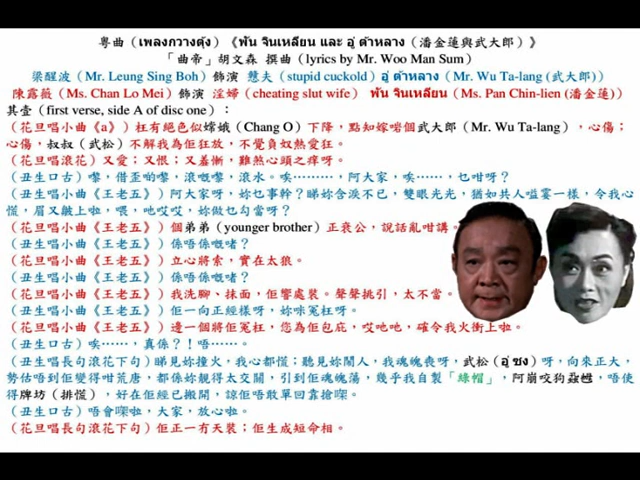 粵曲（เพลงกวางตุ้ง）《พัน จินเหลียน และ อู่ ต้าหลาง（潘金蓮與武大郎）》
「曲帝」胡文森 撰曲（lyrics by Mr. Woo Man Sum）
梁醒波（Mr. Leung Sing Boh）飾演 戇夫（stupid cuckold）อู่ ต้าหลาง（Mr. Wu Ta-lang (武大郎)）
陳露薇（Ms. Chan Lo Mei）飾演 淫婦（cheating slut wife） พัน จินเหลียน（Ms. Pan Chin-lien (潘金蓮)）
其壹（first verse, side A of disc one）：
（花旦唱小曲《a》）枉有絕色似嫦娥（Chang O）下降，點知嫁啱個武大郎（Mr. Wu Ta-lang），心傷；
心傷，叔叔（武松）不解我為佢狂放，不覺負奴熱愛狂。
（花旦唱滾花）又愛；又恨；又羞慚，難熬心頭之痒呀。
（丑生口古）嚟，借歪啲嚟，滾嘅嚟，滾水。唉………，阿大家，唉……，乜咁呀？
（丑生唱小曲《王老五》）阿大家呀，妳乜事幹？睇妳含淚不已，雙眼光光，猶如共人嗌霎一樣，令我心
慌，眉又皺上啦，喂，吔哎哎，妳做乜勾當呀？
（花旦唱小曲《王老五》）個弟弟（younger brother）正衰公，說話亂咁講。
（丑生唱小曲《王老五》）係唔係嘅啫？
（花旦唱小曲《王老五》）立心將索，實在太狼。
（丑生唱小曲《王老五》）係唔係嘅啫？
（花旦唱小曲《王老五》）我洗腳、抹面，佢響處裝。聲聲挑引，太不當。
（丑生唱小曲《王老五》）佢一向正經樣呀，妳咪冤枉呀。
（花旦唱小曲《王老五》）邊一個將佢冤枉，您為佢包庇，哎吔吔，確令我火衝上啦。
（丑生口古）唉……，真係？！唔……。
（丑生唱長句滾花下句）睇見妳撞火，我心都慌；聽見妳鬧人，我魂魄喪呀，武松（อู่ ซง）呀，向來正大，
勢估唔到佢變得咁荒唐，都係妳靚得太交關，引到佢魂魄蕩，幾乎我自製「綠帽」，阿崩咬狗蝨乸，唔使
得牌坊（排慌），好在佢經已搬開，諒佢唔敢單回靠搶㗎。
（丑生口古）唔會㗎啦，大家，放心啦。
（花旦唱長句滾花下句）佢正一冇天裝；佢生成短命相。